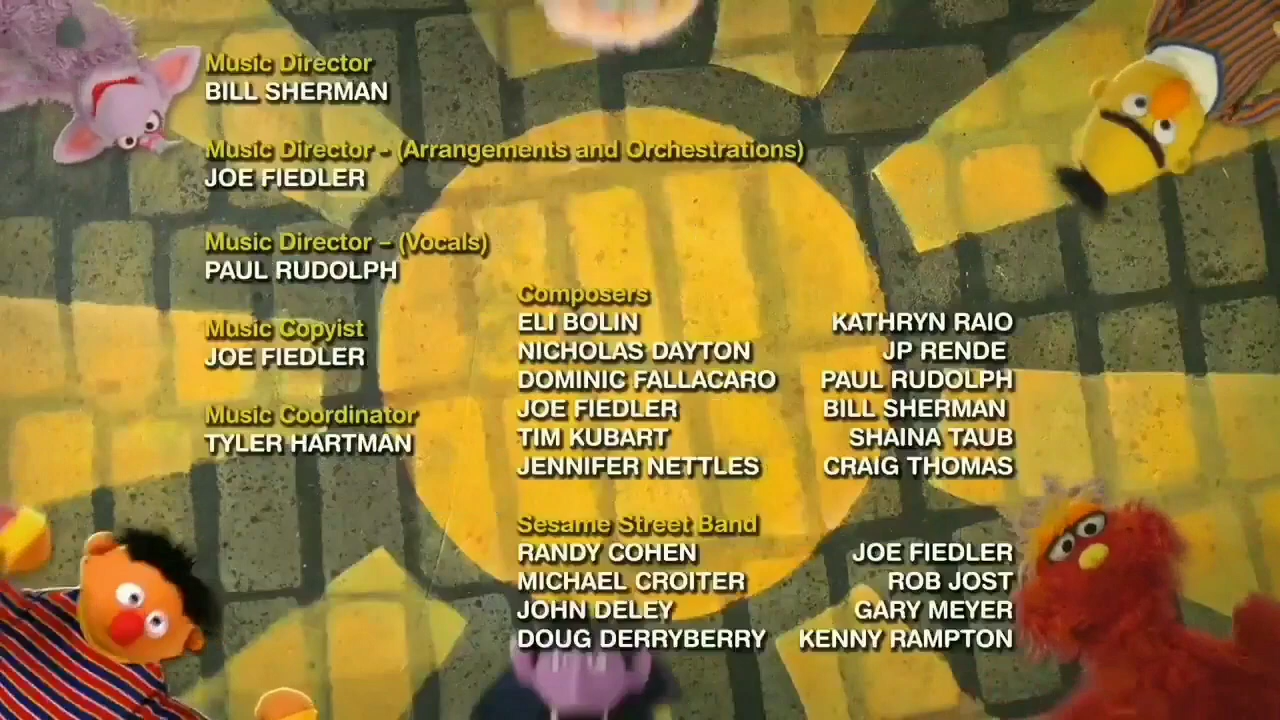 Music Director
BILL SHERMAN
Music Director - (Arrangements and Orchestrations)
JOE FIEDLER
Music Director – (Vocals)
PAUL RUDOLPH
Music Copyist
JOE FIEDLER
Music Coordinator
TYLER HARTMAN
Composers
ELI BOLIN KATHRYN RAIO
NICHOLAS DAYTON JP RENDE
DOMINIC FALLACARO PAUL RUDOLPH
JOE FIEDLER BILL SHERMAN
TIM KUBART SHAINA TAUB
JENNIFER NETTLES CRAIG THOMAS
Sesame Street Band
RANDY COHEN JOE FIEDLER
MICHAEL CROITER ROB JOST
JOHN DELEY GARY MEYER
DOUG DERRYBERRY KENNY RAMPTON